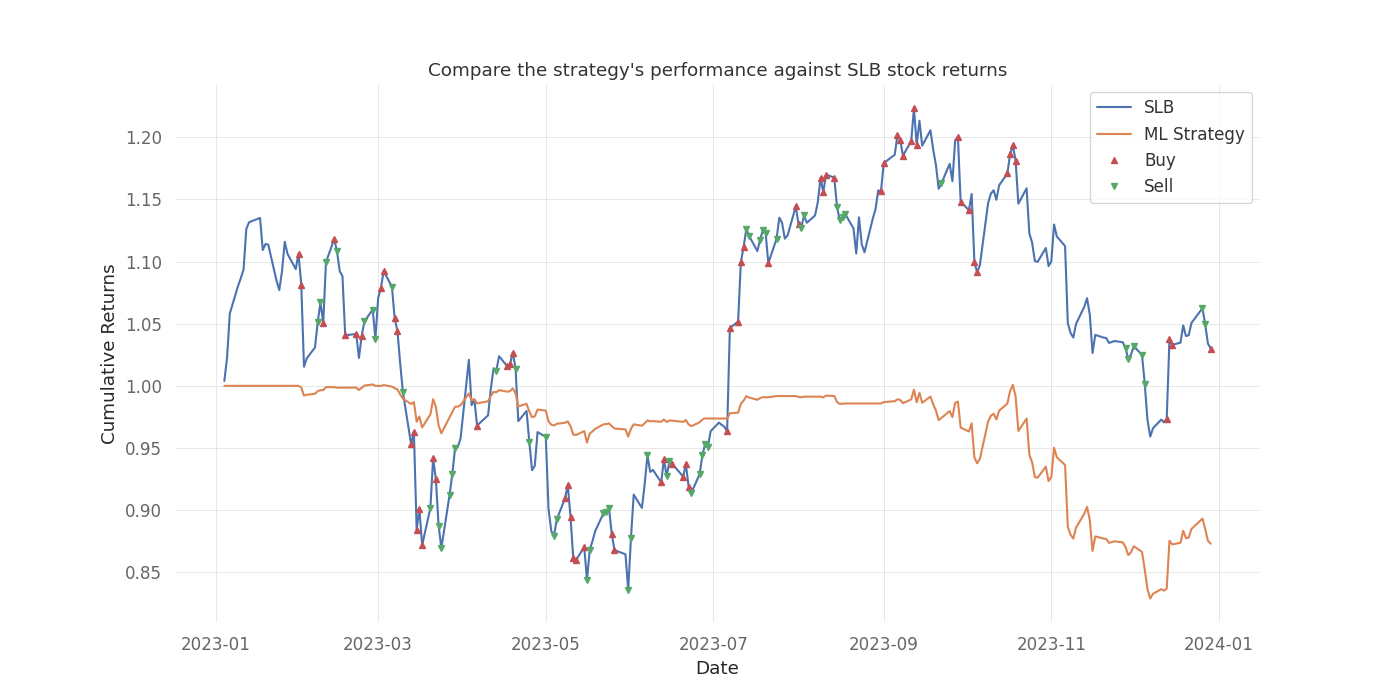 Compare the strategy's performance against SLB stock returns
SLB
ML Strategy
Buy
Sell
Cumulative Returns
1.20
1.15
1.10
1.05
1.00
0.95
0.90
0.85
2023-01
2023-03
2023-05
2023-07
2023-09
2023-11
2024-01
Date